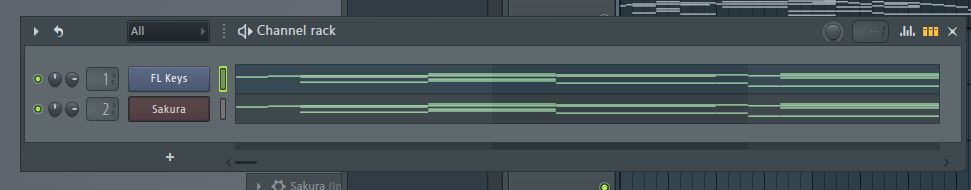 All
Channel rack
---
1
FL Keys
2
Sakura
+
Sakura (In